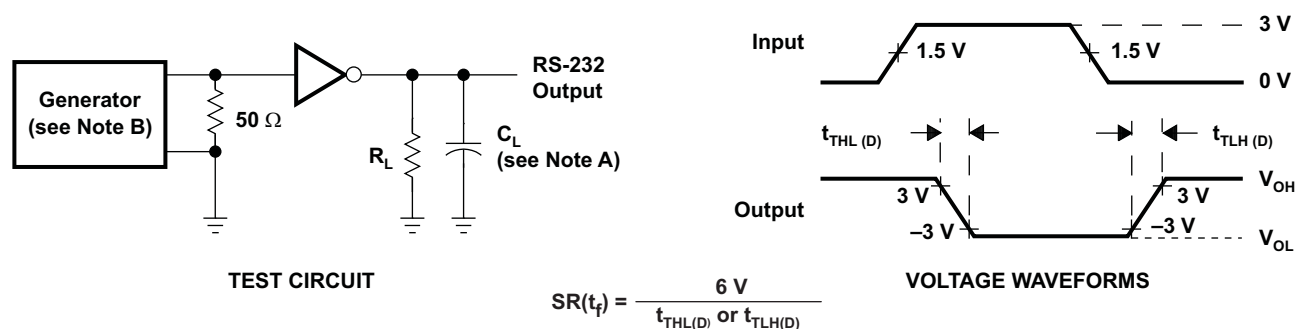 Generator
(see Note B)
50 Ω
RS-232
Output
R_L
C_L
(see Note A)
TEST CIRCUIT
Input
1.5 V
1.5 V
3 V
0 V
t_THL (D)
t_TLH (D)
Output
3 V
–3 V
3 V
–3 V
V_OH
V_OL
VOLTAGE WAVEFORMS
SR(t_f) = 6 V / t_THL(D) or t_TLH(D)